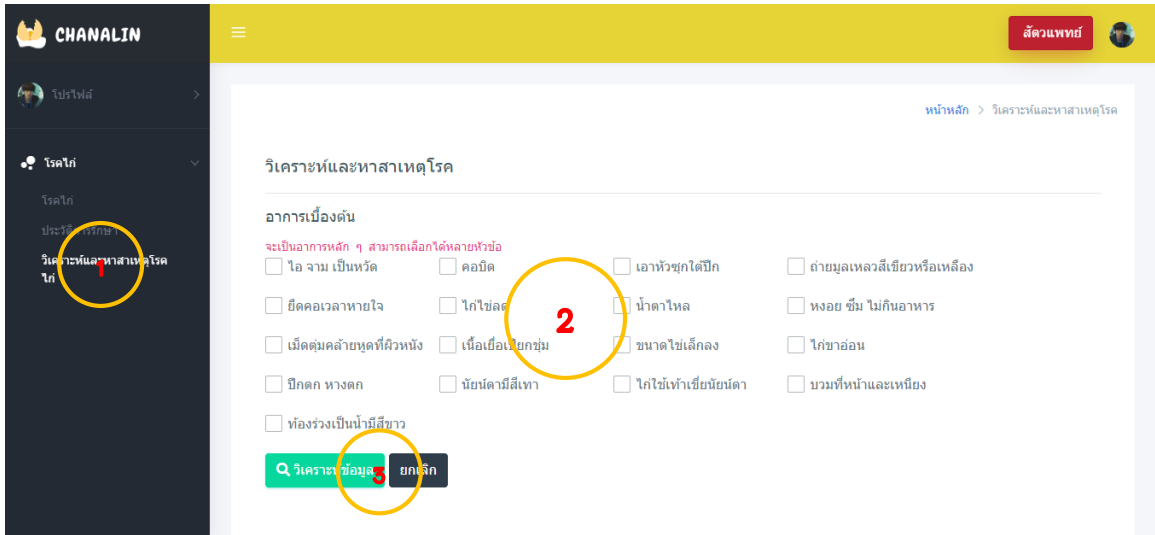 CHANALIN
สัตวแพทย์
โปรไฟล์
หน้าหลัก > วิเคราะห์และหาสาเหตุโรค
โรคไก่
วิเคราะห์และหาสาเหตุโรค
โรคไก่
ประวัติการรักษา
วิเคราะห์และหาสาเหตุโรค
ไก่
1
อาการเบื้องต้น
จะเป็นอาการหลัก ๆ สามารถเลือกได้หลายหัวข้อ
ไอ จาม เป็นหวัด คอบิด เอาหัวซุกใต้ปีก ถ่ายมูลเหลวสีเขียวหรือเหลือง
ยืดคอเวลาหายใจ ไก่ไข่ลด น้ำตาไหล หงอย ซึม ไม่กินอาหาร
2
เม็ดตุ่มคล้ายหูดที่ผิวหนัง เนื้อเยื่อเปียกชุ่ม ขนาดไข่เล็กลง ไก่ขาอ่อน
ปีกตก หางตก นัยน์ตามีสีเทา ไก่ใช้เท้าเขี่ยนัยน์ตา บวมที่หน้าและเหนียง
ท้องร่วงเป็นน้ำมีสีขาว
วิเคราะห์ข้อมูล ยกเลิก
3